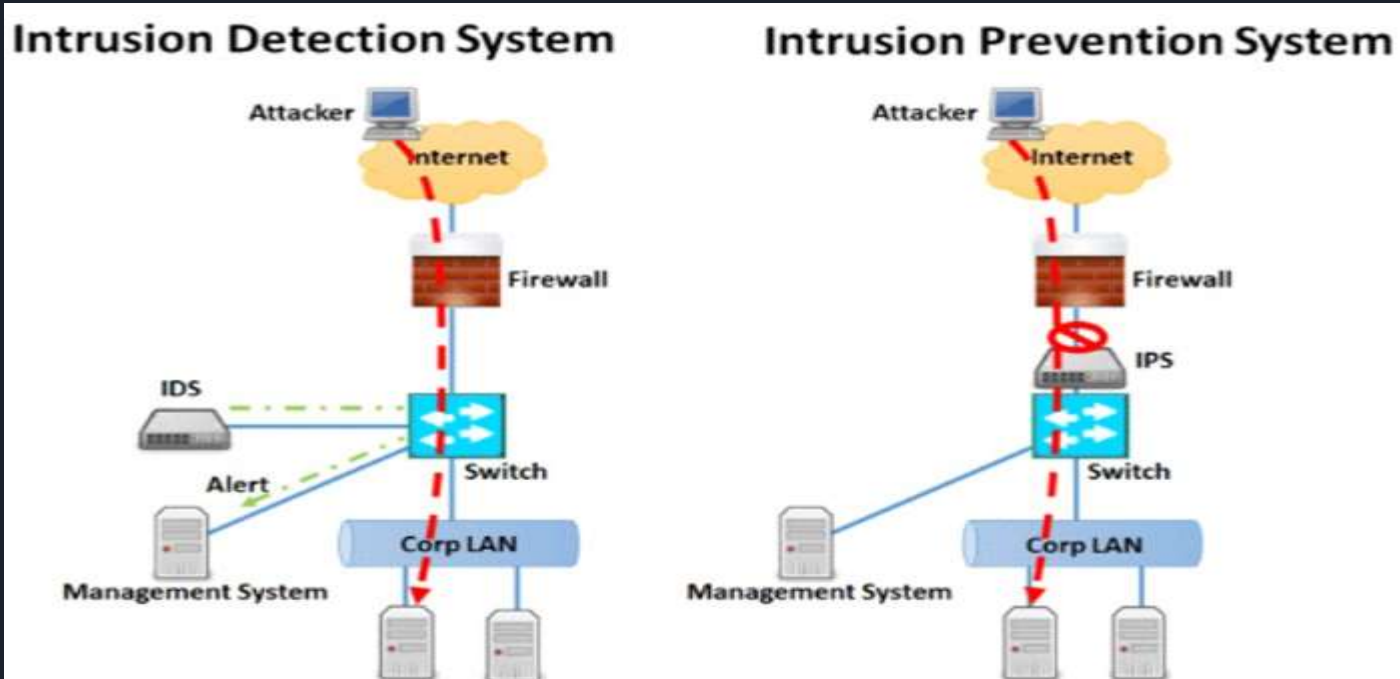 Intrusion Detection System
Attacker
Internet
Firewall
IDS
Switch
Alert
Corp LAN
Management System
Intrusion Prevention System
Attacker
Internet
Firewall
IPS
Switch
Corp LAN
Management System